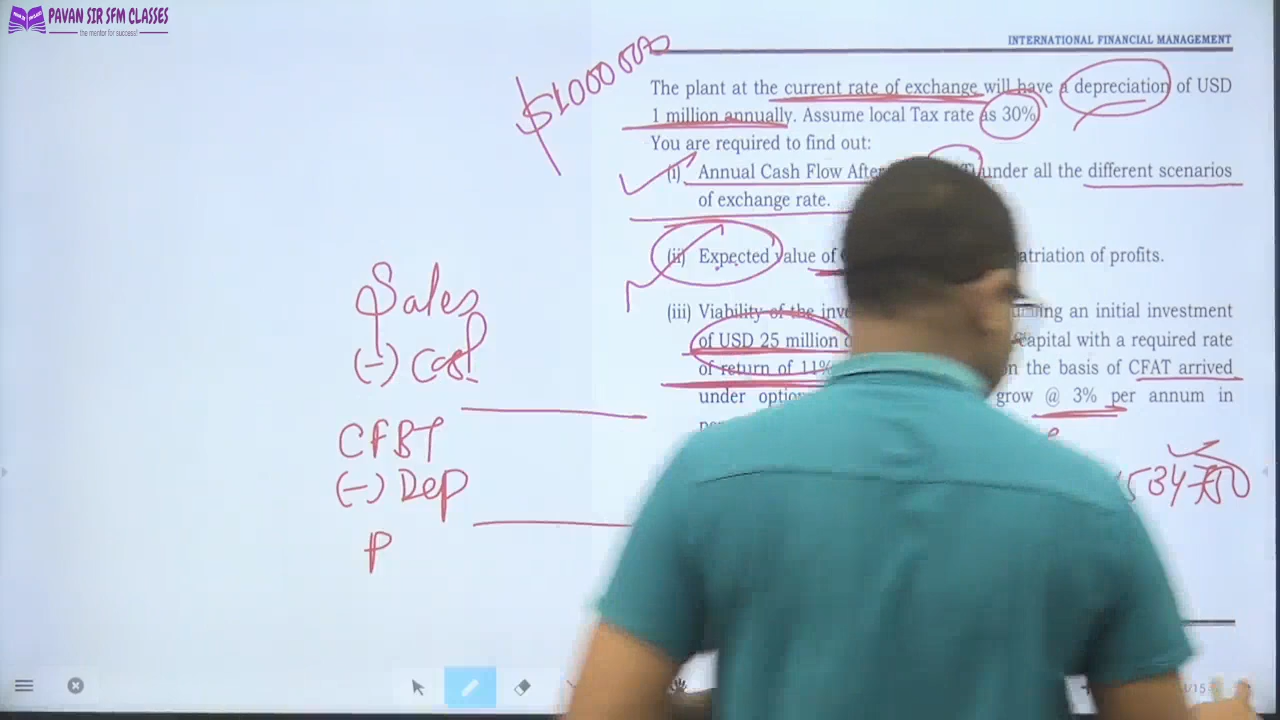 PAVAN SIR SFM CLASSES
the mentor for success!
INTERNATIONAL FINANCIAL MANAGEMENT
$1000000
The plant at the current rate of exchange will have a depreciation of USD
1 million annually. Assume local Tax rate as 30%
You are required to find out:
(i) Annual Cash Flow After under all the different scenarios
of exchange rate.
(ii) Expected value of of profits.
(iii) Viability of the an initial investment
of USD 25 million Capital with a required rate
of return of 11% the basis of CFAT arrived
under grow @ 3% per annum in
Sales
(-) Cost
CFBT
(-) Dep
P